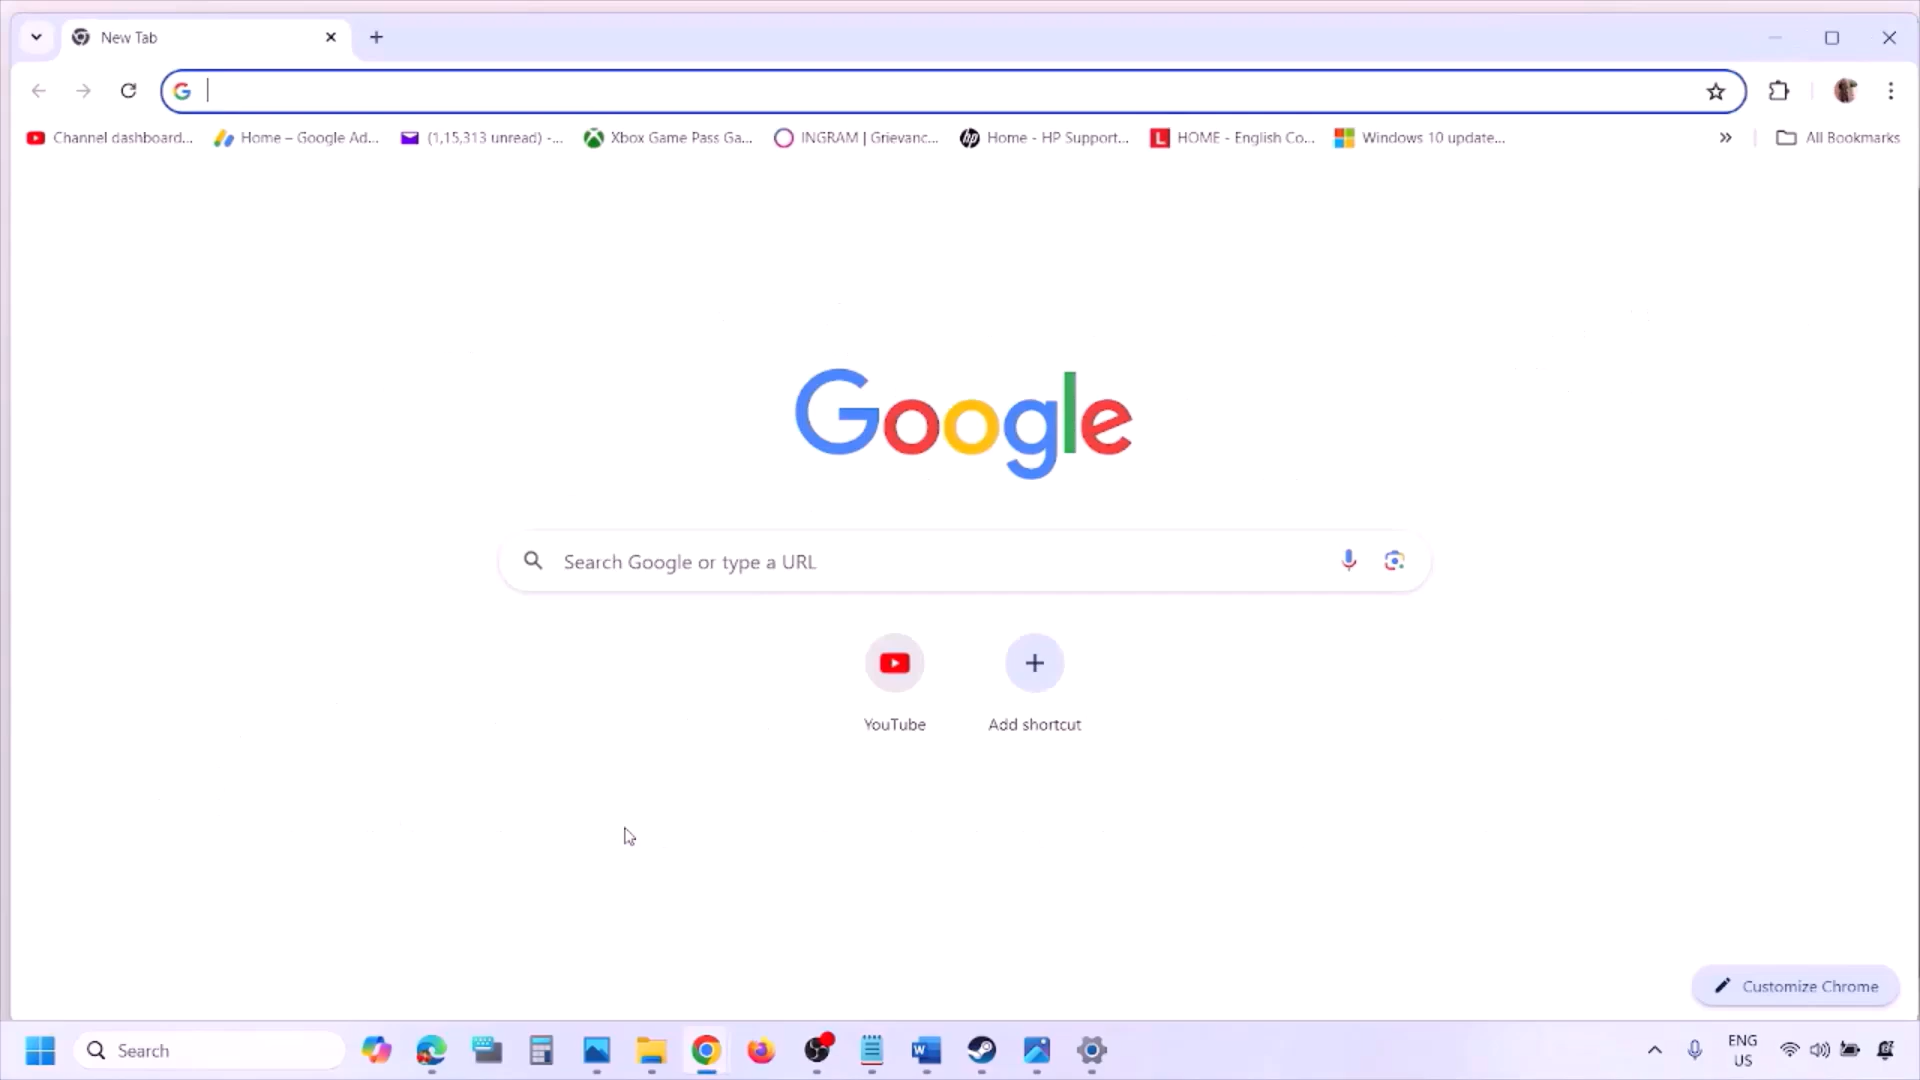 New Tab
Channel dashboard...
Home – Google Ad...
(1,15,313 unread) -...
Xbox Game Pass Ga...
INGRAM | Grievanc...
Home - HP Support...
HOME - English Co...
Windows 10 update...
All Bookmarks
Google
Search Google or type a URL
YouTube
Add shortcut
Customize Chrome
Search
ENG
US